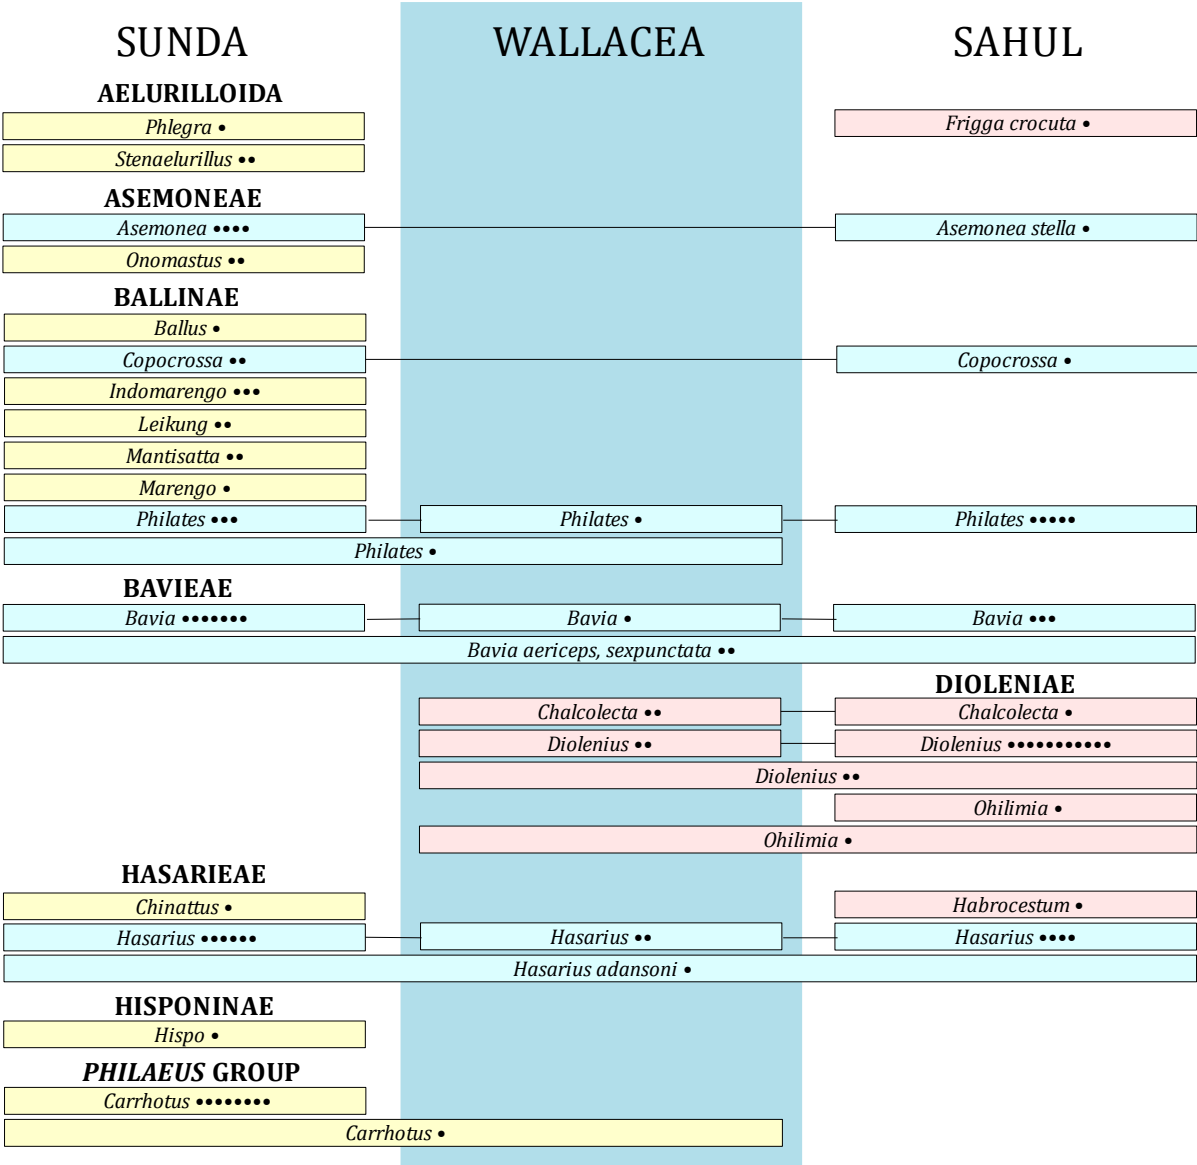 SUNDA WALLACEA SAHUL
AELURILLOIDA
Phlegra • Frigga crocuta •
Stenaelurillus ••
ASEMONEAE
Asemonea •••• Asemonea stella •
Onomastus ••
BALLINAE
Ballus •
Copocrossa •• Copocrossa •
Indomarengo •••
Leikung ••
Mantisatta ••
Marengo •
Philates ••• Philates • Philates •••••
Philates •
BAVIEAE
Bavia ••••••• Bavia • Bavia •••
Bavia aericeps, sexpunctata ••
DIOLENIAE
Chalcolecta •• Chalcolecta •
Diolenius •• Diolenius •••••••••••
Diolenius ••
Ohilimia •
Ohilimia •
HASARIEAE
Chinattus • Habrocestum •
Hasarius •••••• Hasarius •• Hasarius ••••
Hasarius adansoni •
HISPONINAE
Hispo •
PHILAEUS GROUP
Carrhotus ••••••••
Carrhotus •